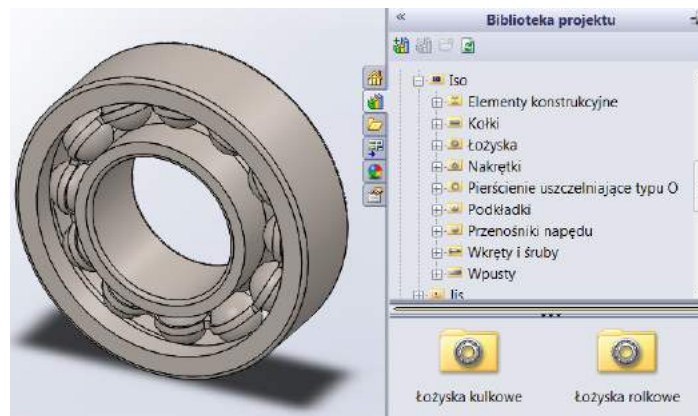 Biblioteka projektu
Iso
Elementy konstrukcyjne
Kołki
Łożyska
Nakrętki
Pierścienie uszczelniające typu O
Podkładki
Przenośniki napędu
Wkręty i śruby
Wpusty
Jis
Łożyska kulkowe
Łożyska rolkowe